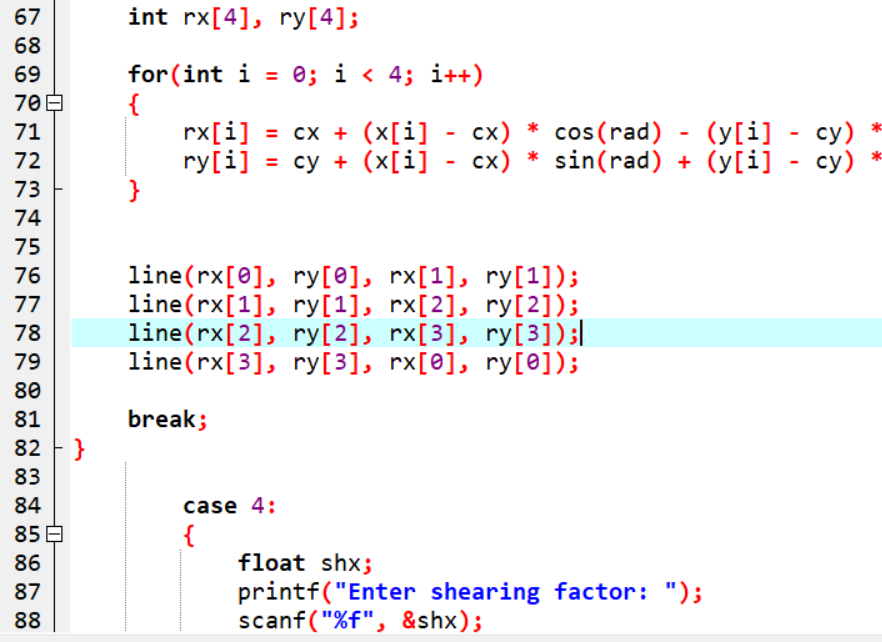 67 int rx[4], ry[4];
68
69 for(int i = 0; i < 4; i++)
70 {
71 rx[i] = cx + (x[i] - cx) * cos(rad) - (y[i] - cy) *
72 ry[i] = cy + (x[i] - cx) * sin(rad) + (y[i] - cy) *
73 }
74
75
76 line(rx[0], ry[0], rx[1], ry[1]);
77 line(rx[1], ry[1], rx[2], ry[2]);
78 line(rx[2], ry[2], rx[3], ry[3]);
79 line(rx[3], ry[3], rx[0], ry[0]);
80
81 break;
82 }
83
84 case 4:
85 {
86 float shx;
87 printf("Enter shearing factor: ");
88 scanf("%f", &shx);